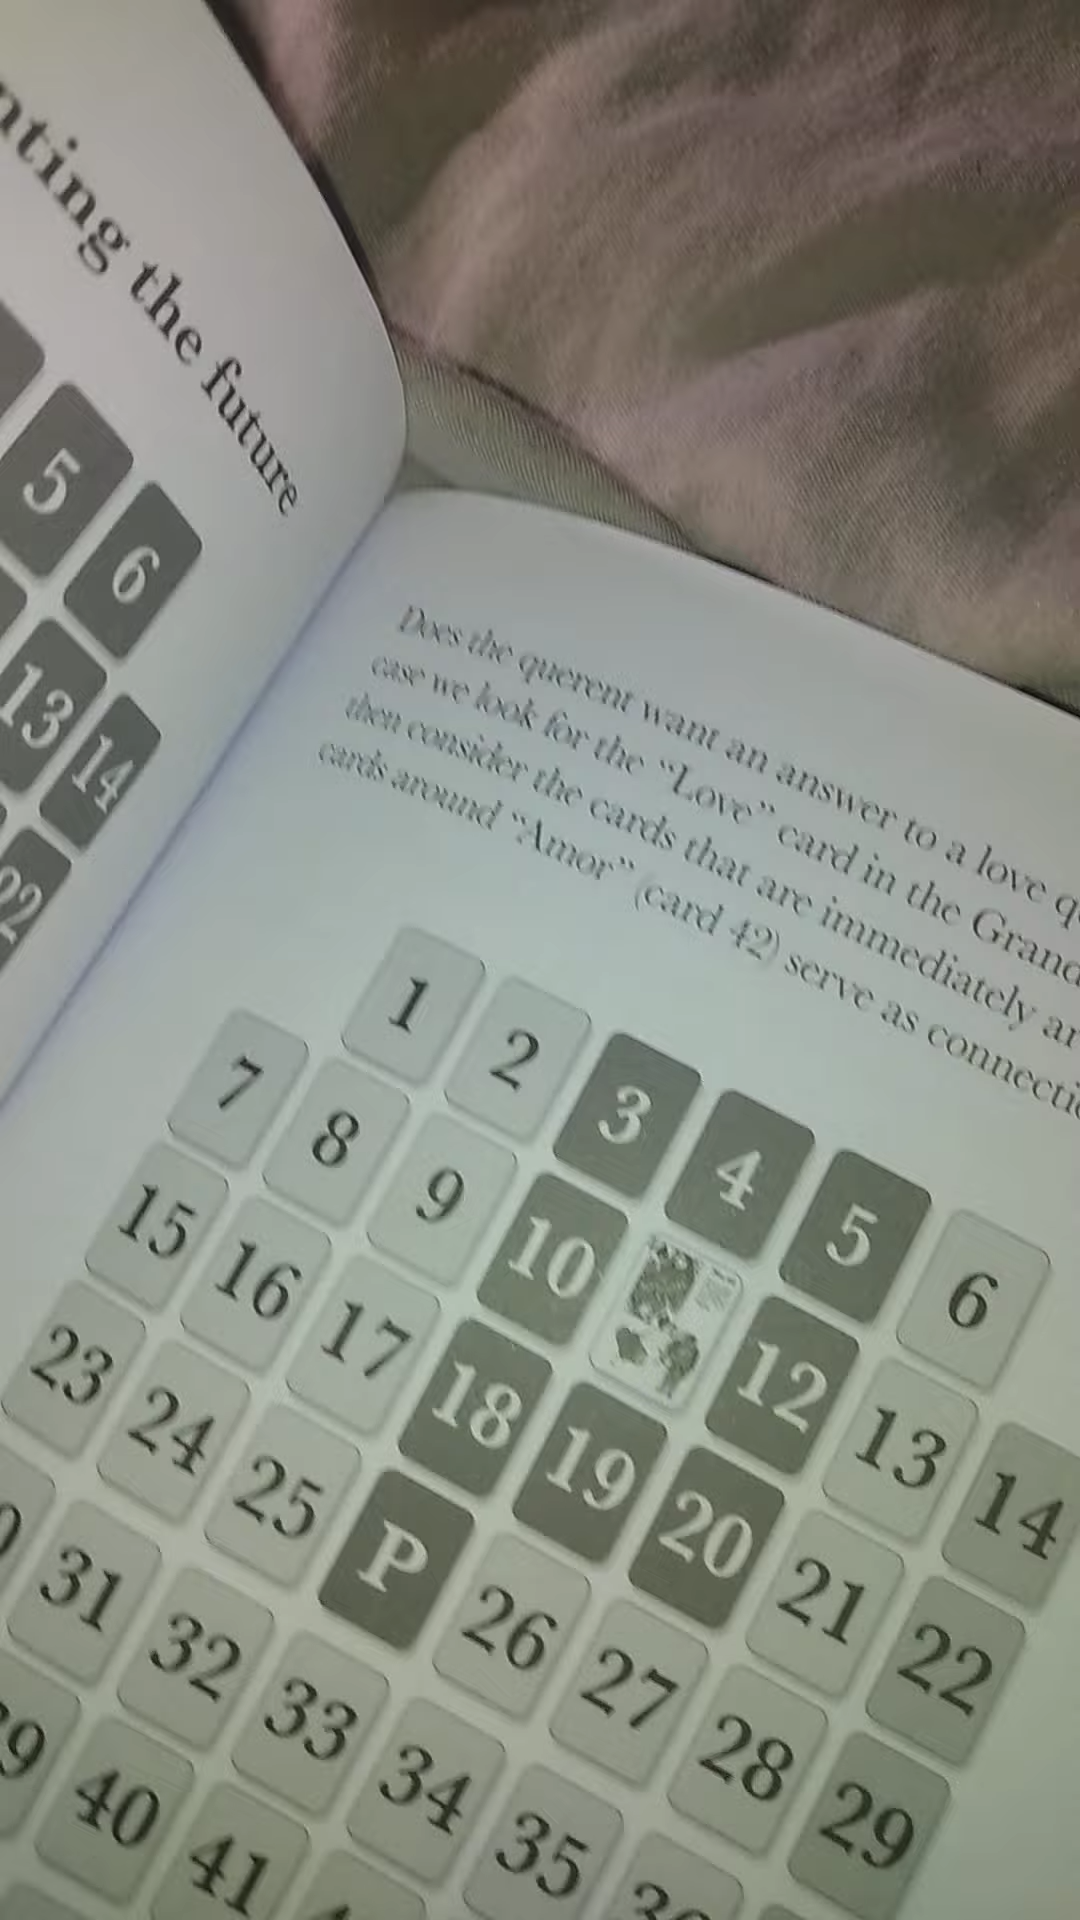 nting the future
5
6
13
14
22
Does the querent want an answer to a love q
case we look for the “Love” card in the Grand
then consider the cards that are immediately ar
cards around “Amor” (card 42) serve as connecti
1 2 3 4 5 6
7 8 9 10 12 13 14
15 16 17 18 19 20 21 22
23 24 25 P 26 27 28 29
31 32 33 34 35
39 40 41